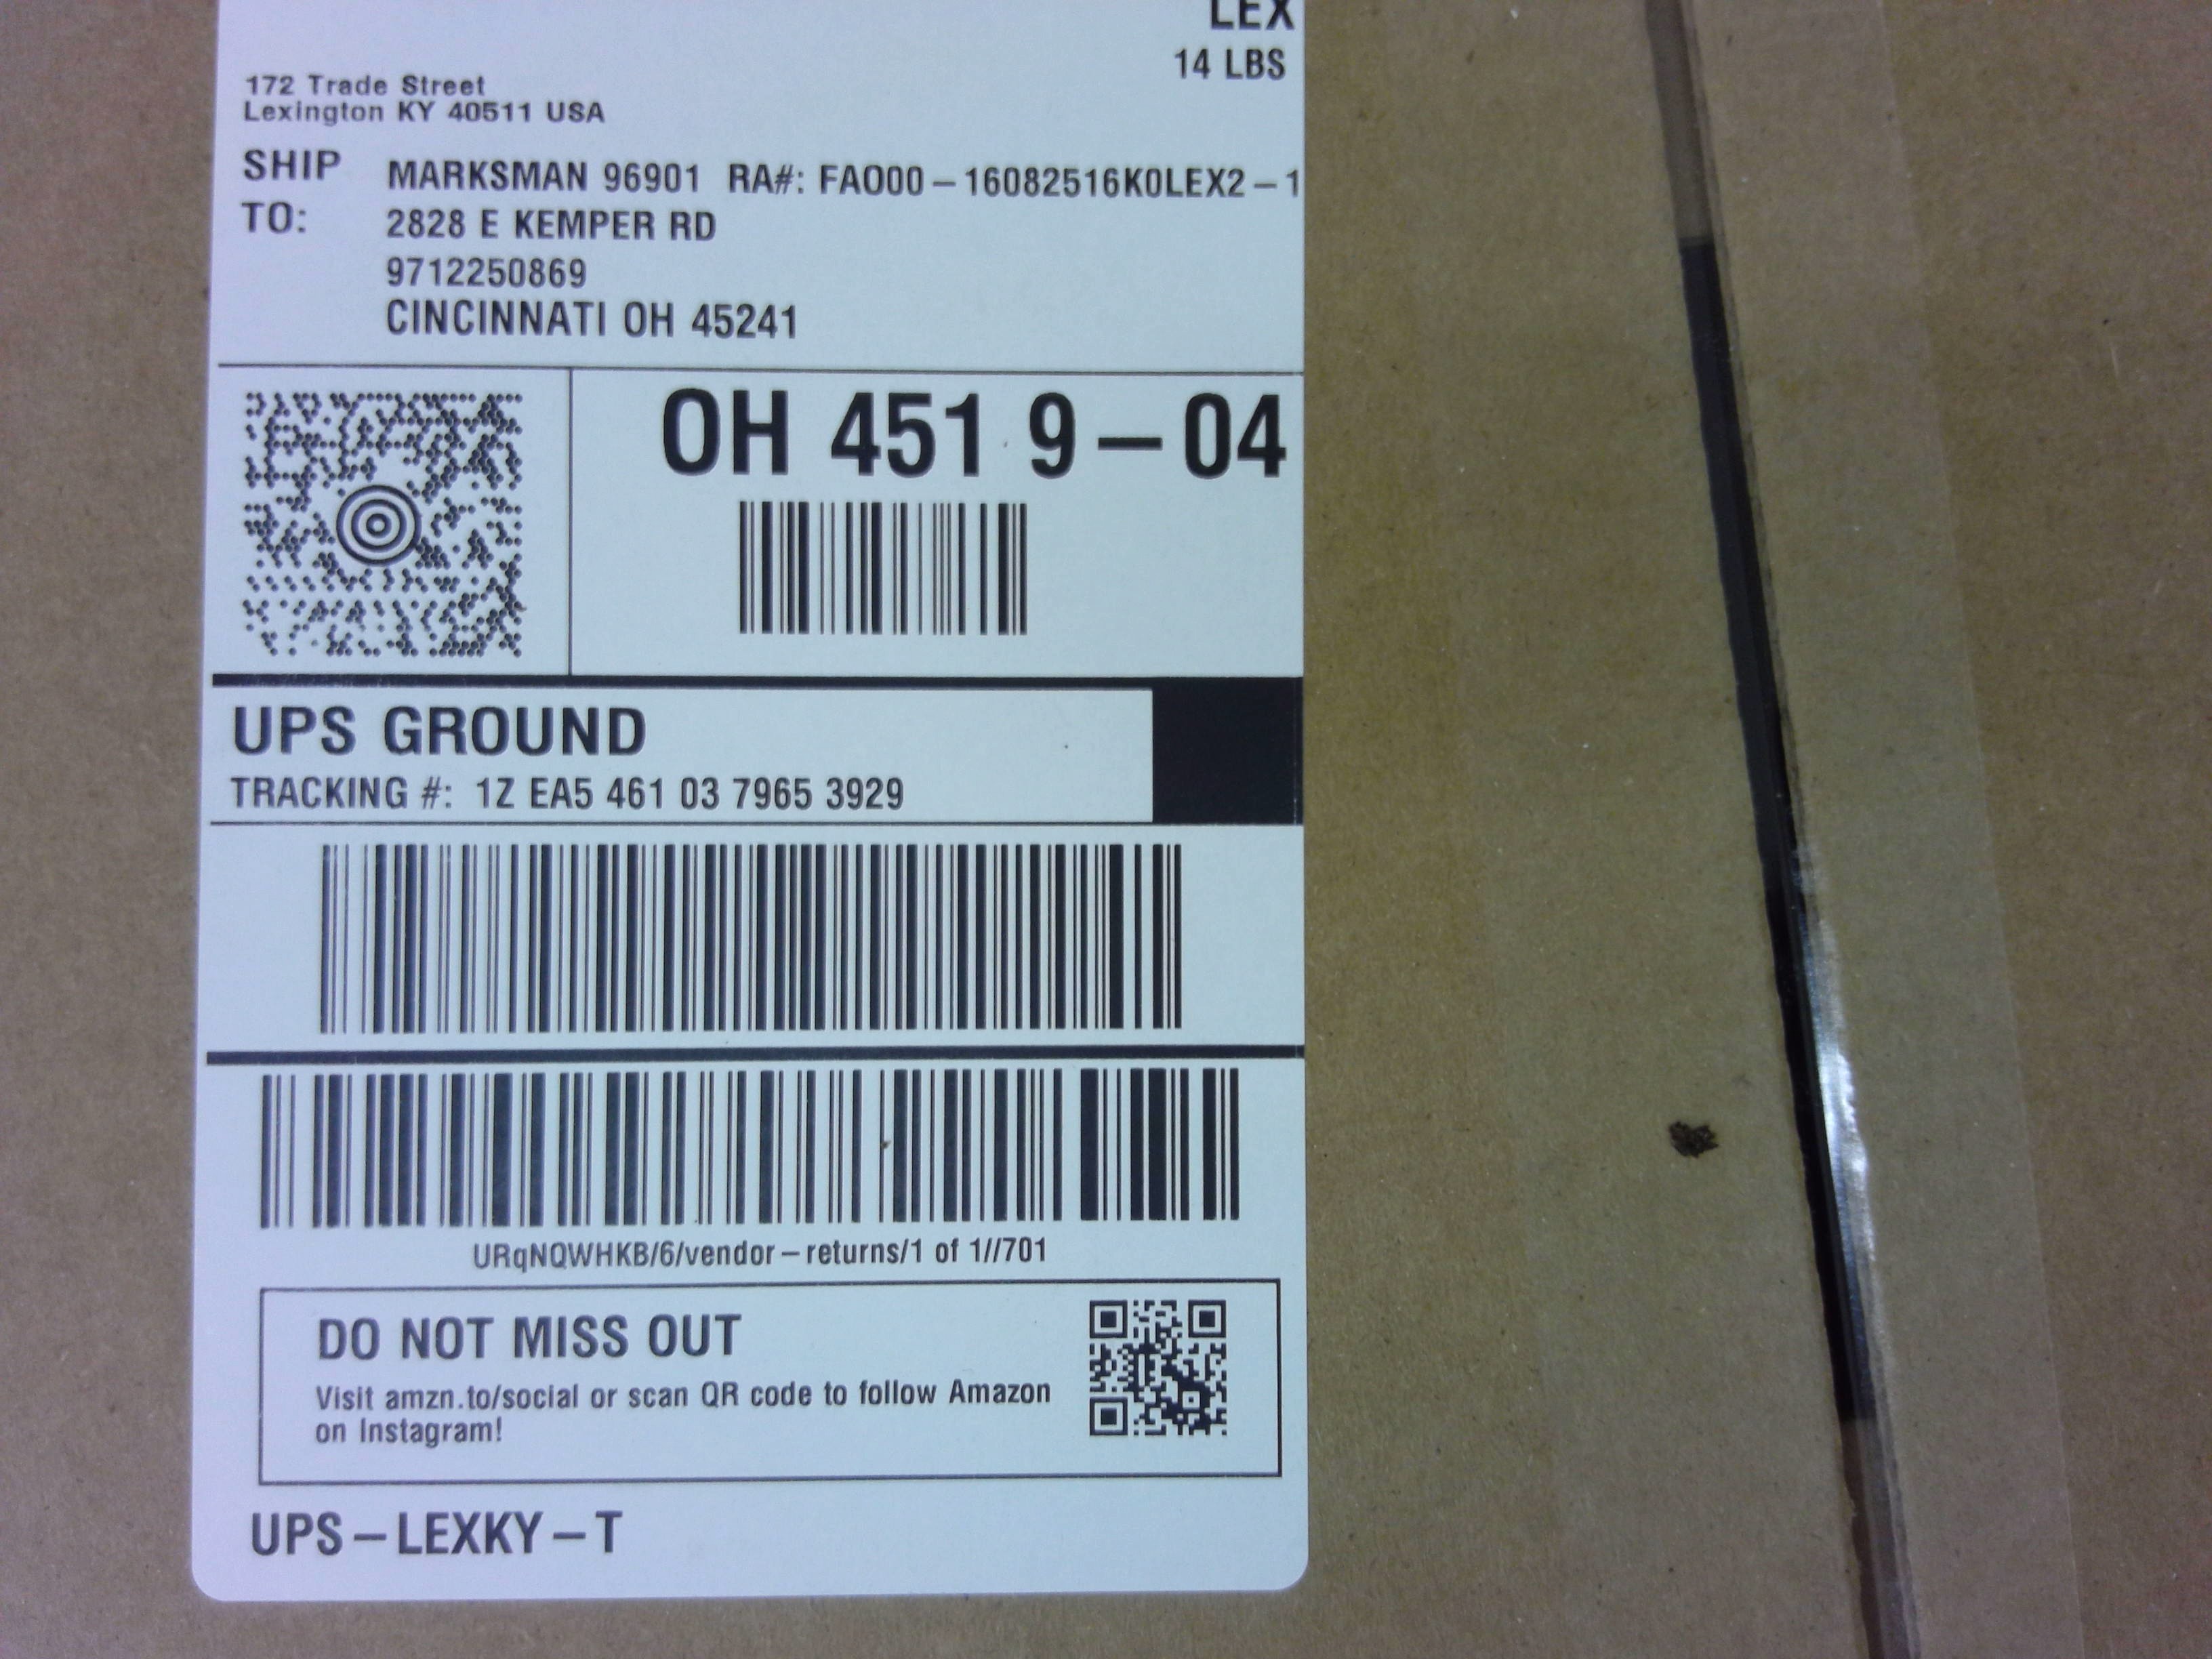 LEX
14 LBS
172 Trade Street
Lexington KY 40511 USA
SHIP TO:
MARKSMAN 96901 RA#: FAO00-16082516K0LEX2-1
2828 E KEMPER RD
9712250869
CINCINNATI OH 45241
OH 451 9-04
UPS GROUND
TRACKING #: 1Z EA5 461 03 7965 3929
URqNQWHKB/6/vendor-returns/1 of 1//701
DO NOT MISS OUT
Visit amzn.to/social or scan QR code to follow Amazon
on Instagram!
UPS-LEXKY-T